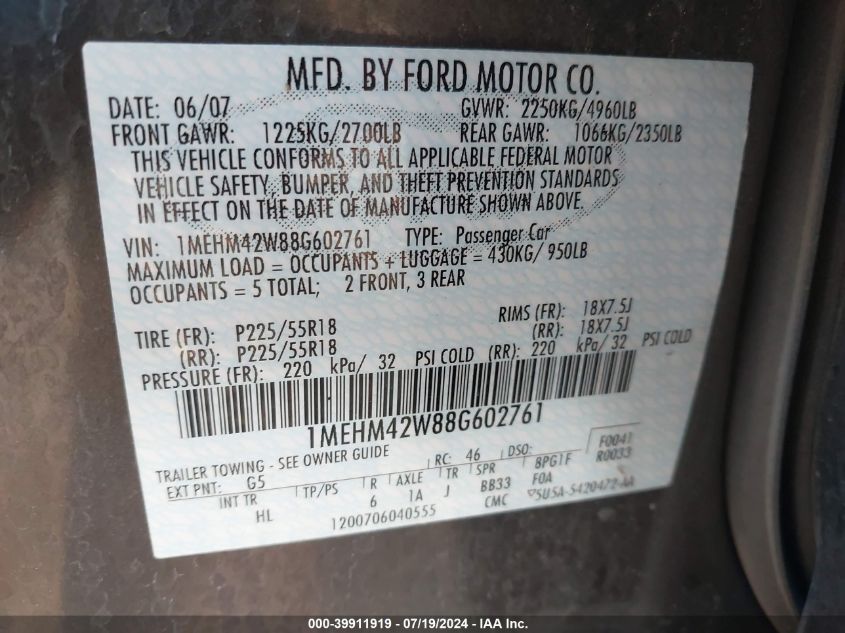 MFD. BY FORD MOTOR CO.
DATE: 06/07 GVWR: 2250KG/4960LB
FRONT GAWR: 1225KG/2700LB REAR GAWR: 1066KG/2350LB
THIS VEHICLE CONFORMS TO ALL APPLICABLE FEDERAL MOTOR
VEHICLE SAFETY, BUMPER, AND THEFT PREVENTION STANDARDS
IN EFFECT ON THE DATE OF MANUFACTURE SHOWN ABOVE.
VIN: 1MEHM42W88G602761 TYPE: Passenger Car
MAXIMUM LOAD = OCCUPANTS + LUGGAGE = 430KG/ 950LB
OCCUPANTS = 5 TOTAL; 2 FRONT, 3 REAR
TIRE (FR): P225/55R18 RIMS (FR): 18X7.5J
(RR): P225/55R18 (RR): 18X7.5J
PRESSURE (FR): 220 kPa/ 32 PSI COLD (RR): 220 kPa/ 32 PSI COLD
1MEHM42W88G602761
TRAILER TOWING - SEE OWNER GUIDE RC: 46 DSO: F0041
EXT PNT: G5 R0033
INT TR TP/PS R AXLE TR SPR 8PG1F
HL 6 1A J BB33 F0A
1200706040555 CMC 5U5A-5420472-AA
000-39911919 - 07/19/2024 - IAA Inc.